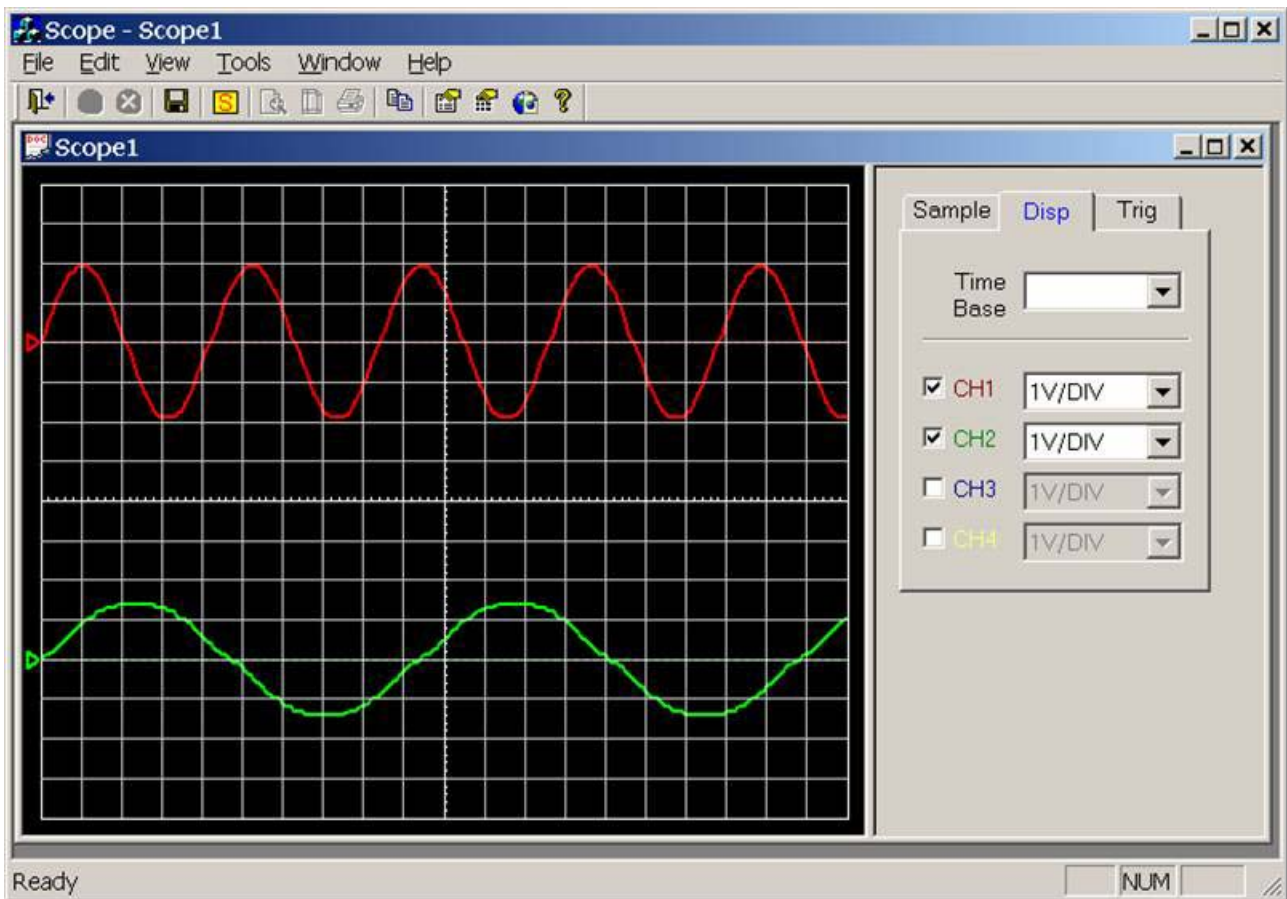 Scope - Scope1
File Edit View Tools Window Help
S ?
DOC Scope1
Sample Disp Trig
Time
Base
CH1 1V/DIV
CH2 1V/DIV
CH3 1V/DIV
CH4 1V/DIV
Ready NUM